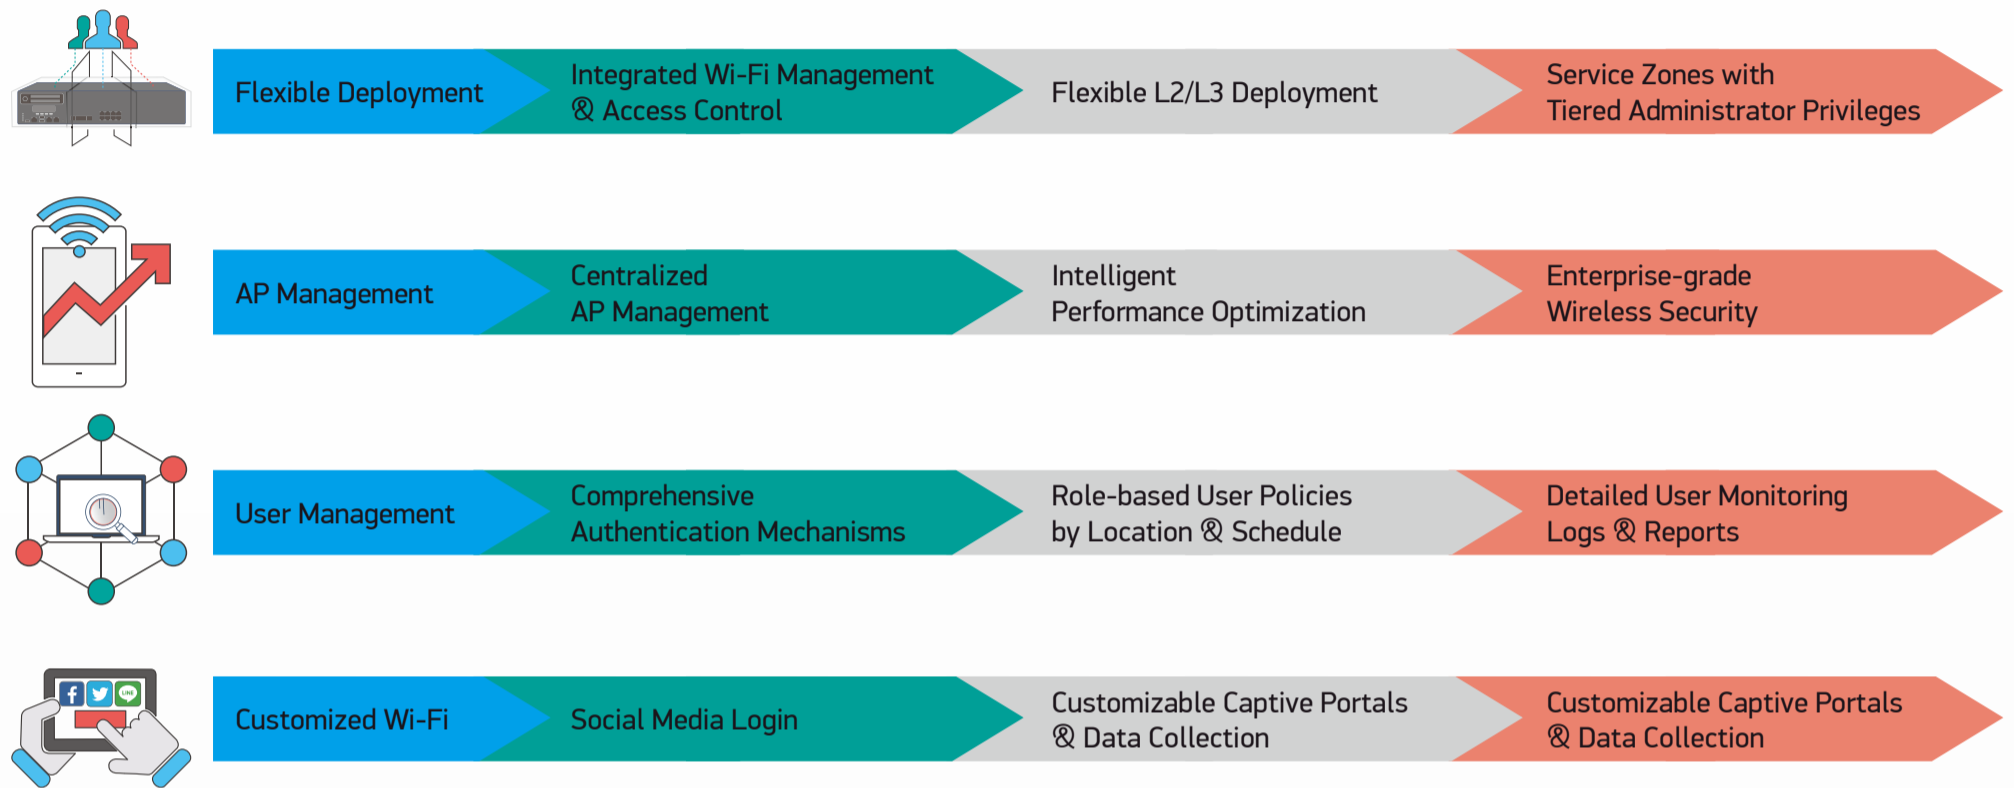 Flexible Deployment
Integrated Wi-Fi Management
& Access Control
Flexible L2/L3 Deployment
Service Zones with
Tiered Administrator Privileges
AP Management
Centralized
AP Management
Intelligent
Performance Optimization
Enterprise-grade
Wireless Security
User Management
Comprehensive
Authentication Mechanisms
Role-based User Policies
by Location & Schedule
Detailed User Monitoring
Logs & Reports
LINE
Customized Wi-Fi
Social Media Login
Customizable Captive Portals
& Data Collection
Customizable Captive Portals
& Data Collection